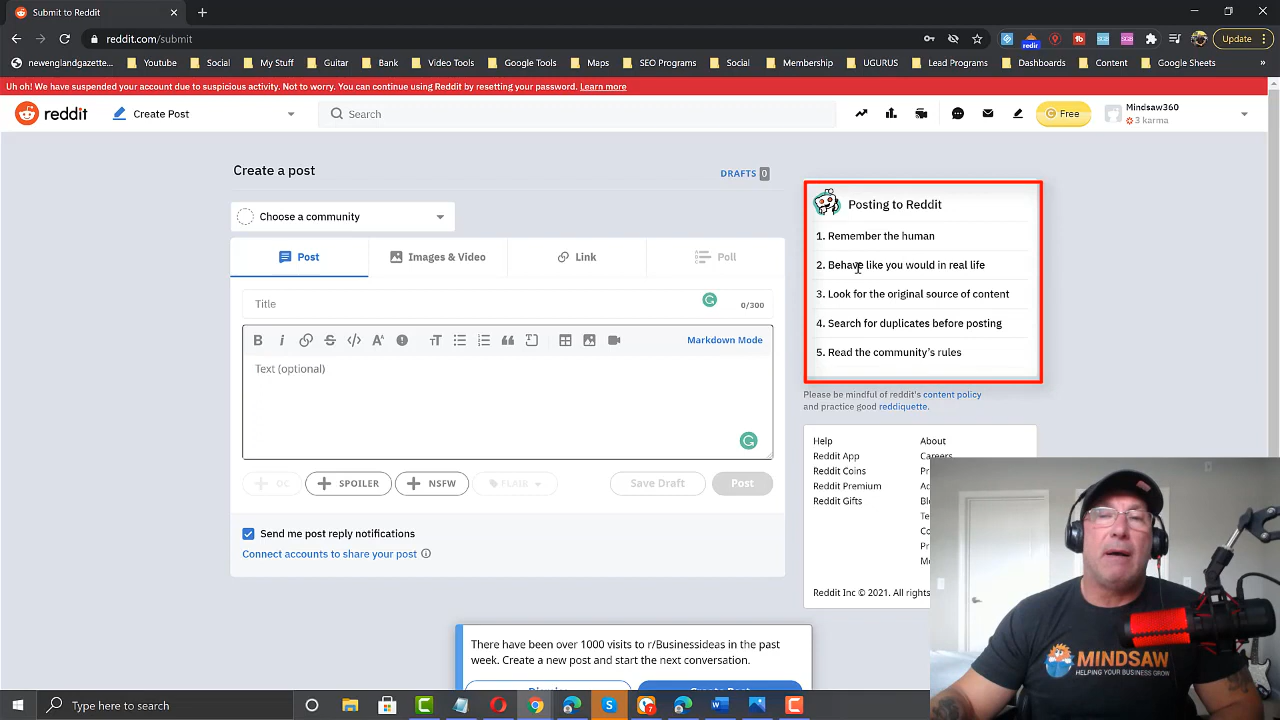 Submit to Reddit
reddit.com/submit
redir
Update
newenglandgazette...
Youtube
Social
My Stuff
Guitar
Bank
Video Tools
Google Tools
Maps
SEO Programs
Social
Membership
UGURUS
Lead Programs
Databases
Content
Google Sheets
Uh oh! We have suspended your account due to suspicious activity. Not to worry. You can continue using Reddit by resetting your password. Learn more
reddit
Create Post
Search
Free
Mindsaw360
3 karma
Create a post
DRAFTS 0
Choose a community
Post
Images & Video
Link
Poll
Title
0/300
Markdown Mode
Text (optional)
OC
SPOILER
NSFW
FLAIR
Save Draft
Post
Send me post reply notifications
Connect accounts to share your post
Posting to Reddit
1. Remember the human
2. Behave like you would in real life
3. Look for the original source of content
4. Search for duplicates before posting
5. Read the community's rules
Please be mindful of reddit's content policy
and practice good reddiquette.
Help
About
Reddit App
Careers
Reddit Coins
Reddit Premium
Reddit Gifts
Reddit Inc © 2021. All rights
There have been over 1000 visits to r/Businessideas in the past
week. Create a new post and start the next conversation.
MINDSAW
HELPING YOUR BUSINESS GROW
Type here to search